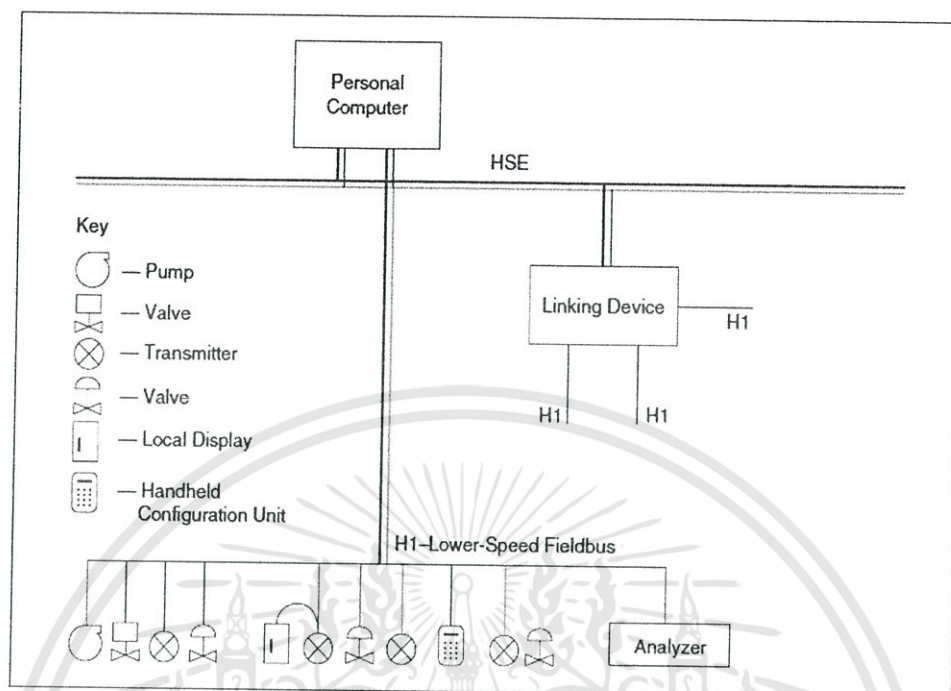 Personal
Computer
HSE
Key
— Pump
— Valve
— Transmitter
— Valve
— Local Display
— Handheld
Configuration Unit
Linking Device
H1
H1
H1
H1–Lower-Speed Fieldbus
Analyzer